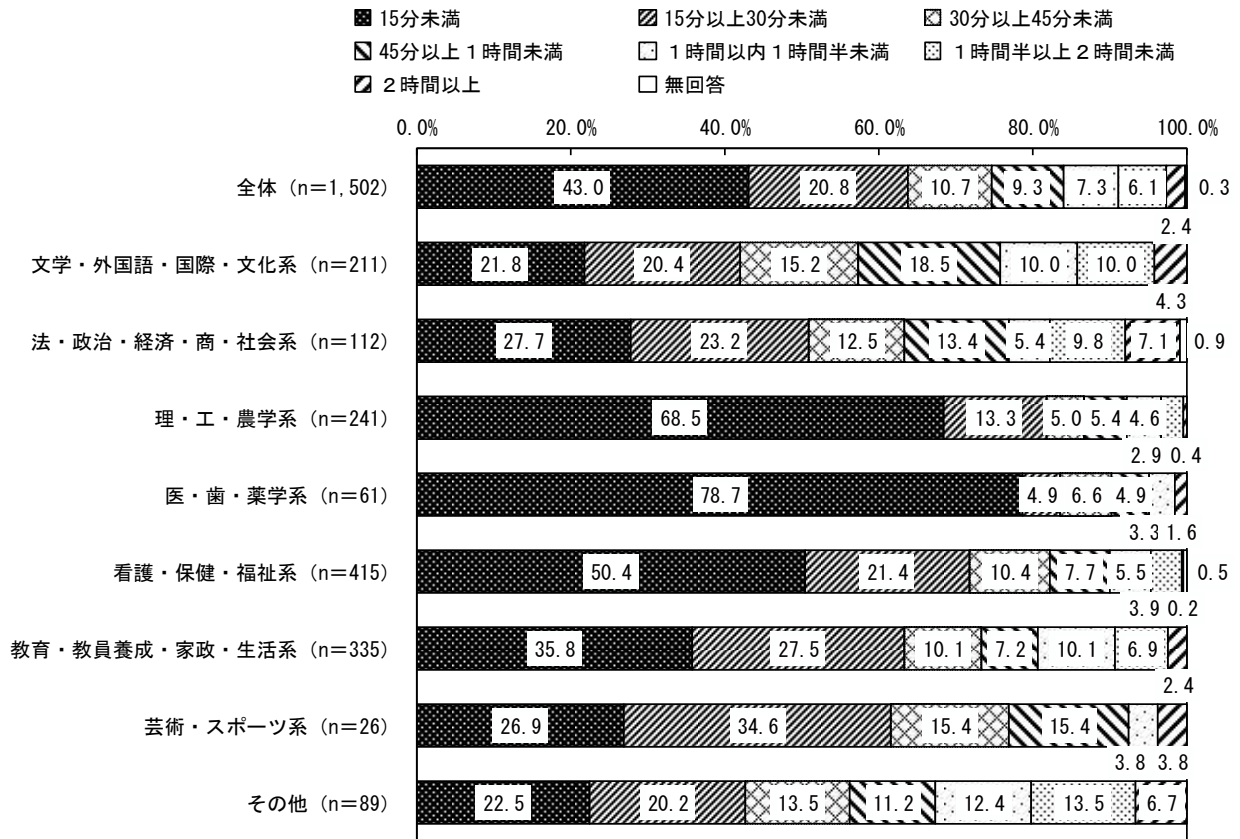 15分未満 15分以上30分未満 30分以上45分未満
45分以上1時間未満 1時間以内1時間半未満 1時間半以上2時間未満
2時間以上 無回答
0.0% 20.0% 40.0% 60.0% 80.0% 100.0%
全体（n＝1,502） 43.0 20.8 10.7 9.3 7.3 6.1 0.3
2.4
文学・外国語・国際・文化系（n＝211） 21.8 20.4 15.2 18.5 10.0 10.0
4.3
法・政治・経済・商・社会系（n＝112） 27.7 23.2 12.5 13.4 5.4 9.8 7.1 0.9
理・工・農学系（n＝241） 68.5 13.3 5.0 5.4 4.6
2.9 0.4
医・歯・薬学系（n＝61） 78.7 4.9 6.6 4.9
3.3 1.6
看護・保健・福祉系（n＝415） 50.4 21.4 10.4 7.7 5.5 0.5
3.9 0.2
教育・教員養成・家政・生活系（n＝335） 35.8 27.5 10.1 7.2 10.1 6.9
2.4
芸術・スポーツ系（n＝26） 26.9 34.6 15.4 15.4
3.8 3.8
その他（n＝89） 22.5 20.2 13.5 11.2 12.4 13.5 6.7